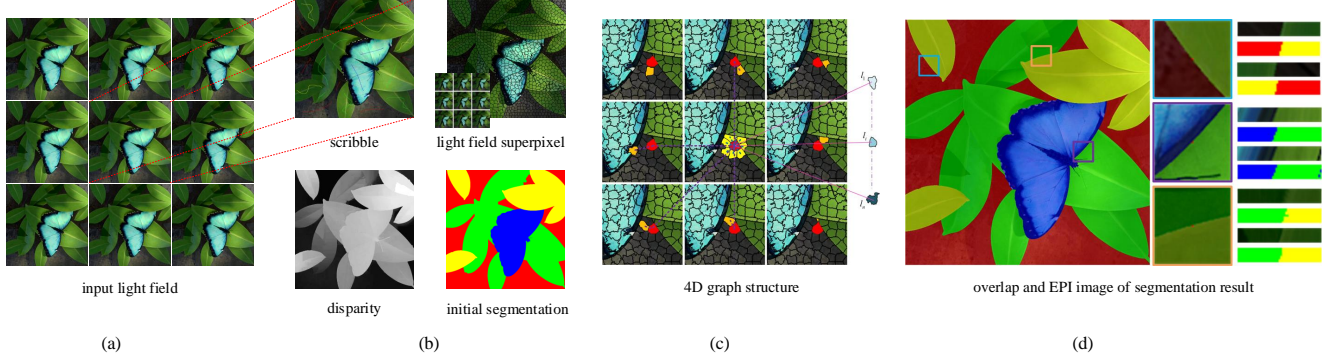 scribble
light field superpixel
input light field
disparity
initial segmentation
4D graph structure
overlap and EPI image of segmentation result
(a)
(b)
(c)
(d)